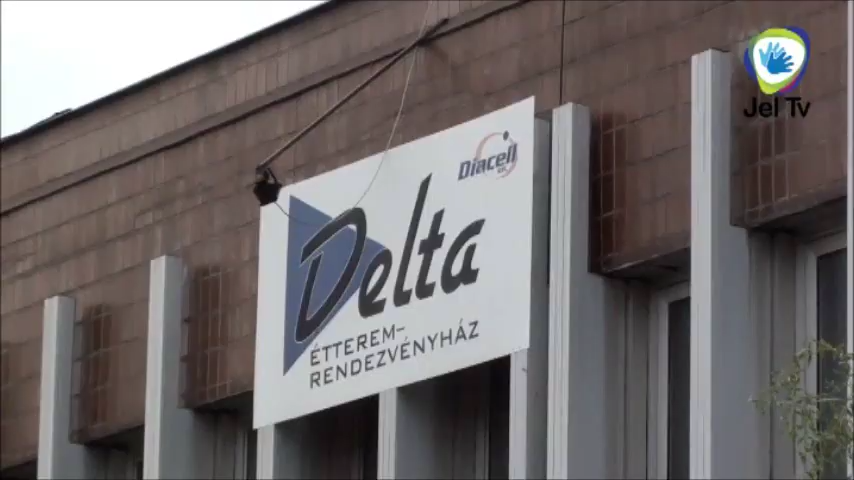 Jel Tv
Diacell
Delta
ÉTTEREM-
RENDEZVÉNYHÁZ